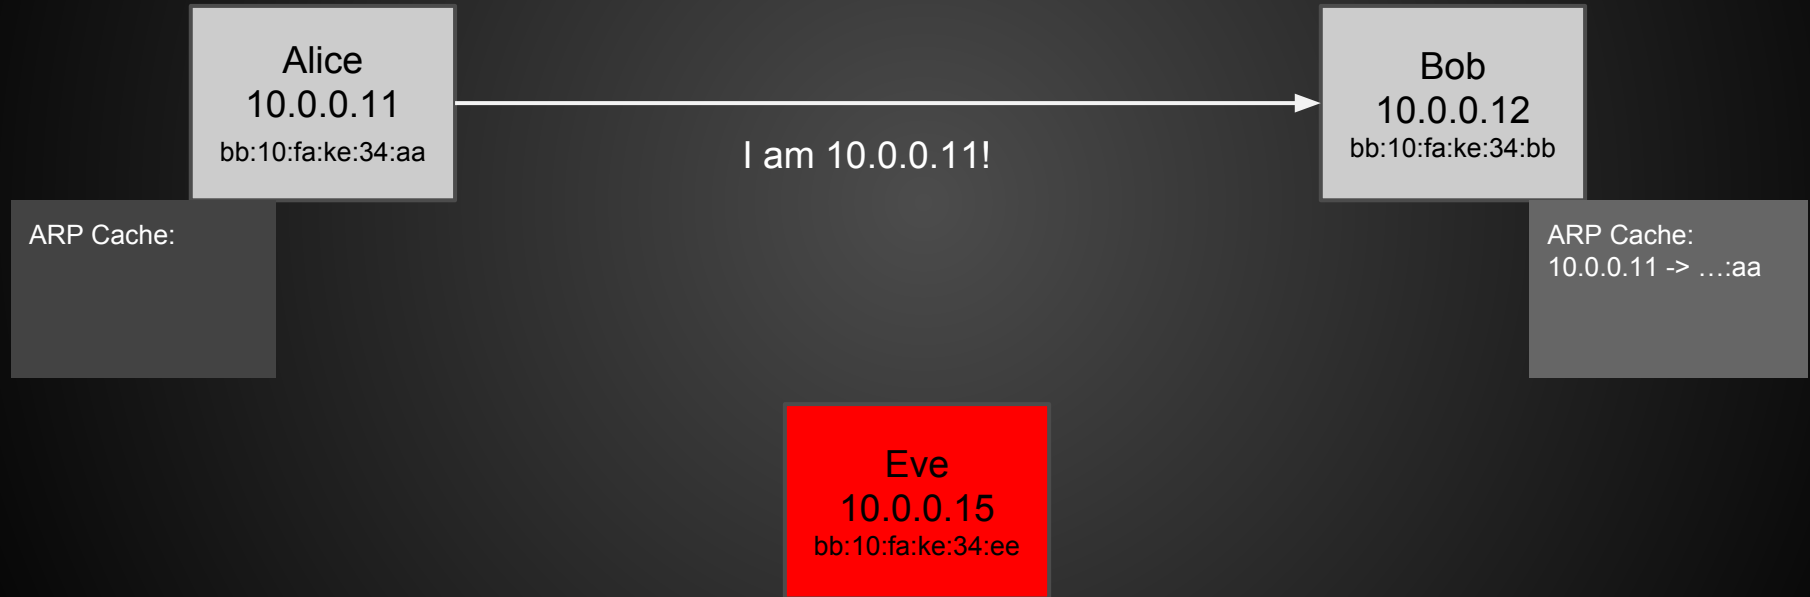 Alice
10.0.0.11
bb:10:fa:ke:34:aa
I am 10.0.0.11!
Bob
10.0.0.12
bb:10:fa:ke:34:bb
ARP Cache:
ARP Cache:
10.0.0.11 -> …:aa
Eve
10.0.0.15
bb:10:fa:ke:34:ee